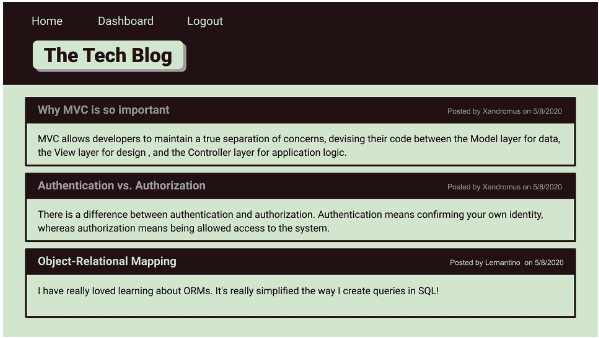 Home Dashboard Logout
The Tech Blog
Why MVC is so important Posted by Xandromus on 5/8/2020
MVC allows developers to maintain a true separation of concerns, devising their code between the Model layer for data,
the View layer for design , and the Controller layer for application logic.
Authentication vs. Authorization Posted by Xandromus on 5/8/2020
There is a difference between authentication and authorization. Authentication means confirming your own identity,
whereas authorization means being allowed access to the system.
Object-Relational Mapping Posted by Lernantino on 5/8/2020
I have really loved learning about ORMs. It's really simplified the way I create queries in SQL!